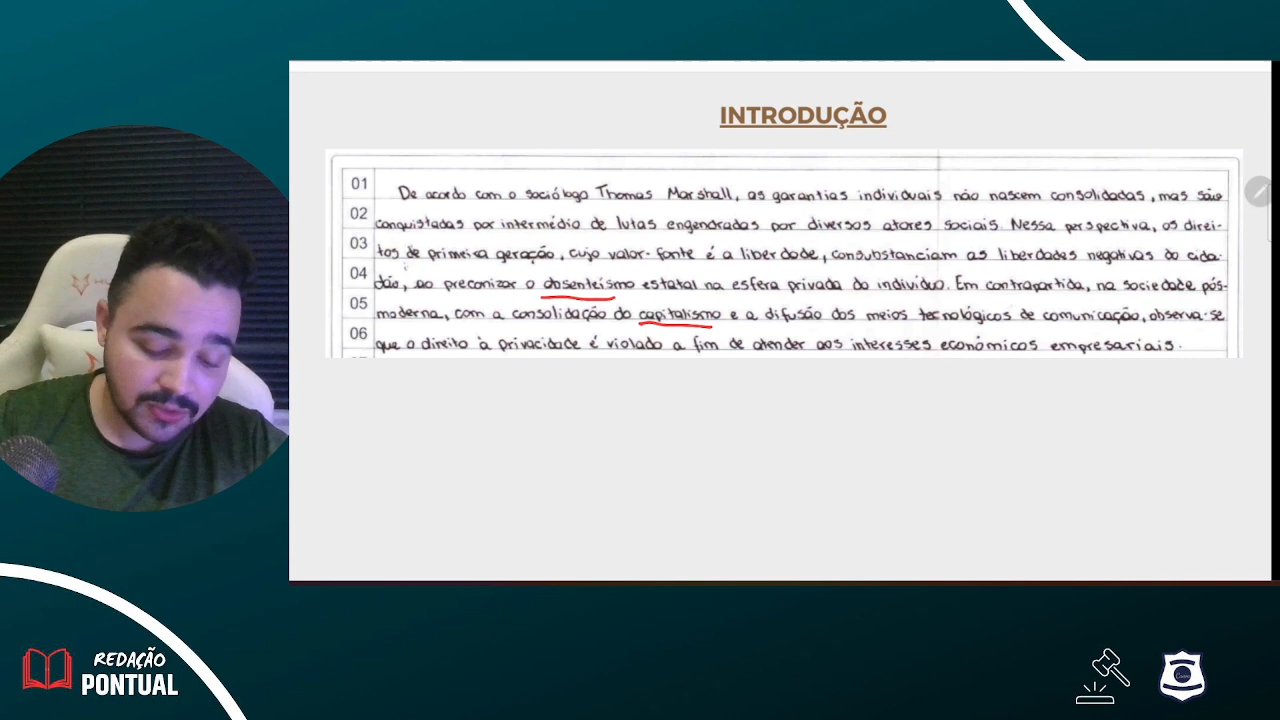 INTRODUÇÃO
01 De acordo com o sociólogo Thomas Marshall, as garantias individuais não nascem consolidadas, mas são
02 conquistadas por intermédio de lutas engendradas por diversos atores sociais. Nessa perspectiva, os direi-
03 tos de primeira geração, cujo valor-fonte é a liberdade, consubstanciam as liberdades negativas do cida-
04 dão, ao preconizar o absenteísmo estatal na esfera privada do indivíduo. Em contrapartida, na sociedade pós-
05 moderna, com a consolidação do capitalismo e a difusão dos meios tecnológicos de comunicação, observa-se
06 que o direito à privacidade é violado a fim de atender aos interesses econômicos empresariais.
REDAÇÃO
PONTUAL